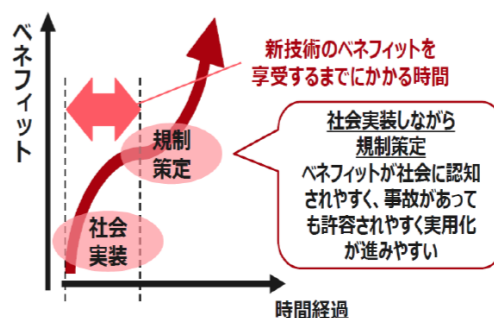 ベネフィット
新技術のベネフィットを
享受するまでにかかる時間
規制
策定
社会
実装
社会実装しながら
規制策定
ベネフィットが社会に認知
されやすく、事故があって
も許容されやすく実用化
が進みやすい
時間経過